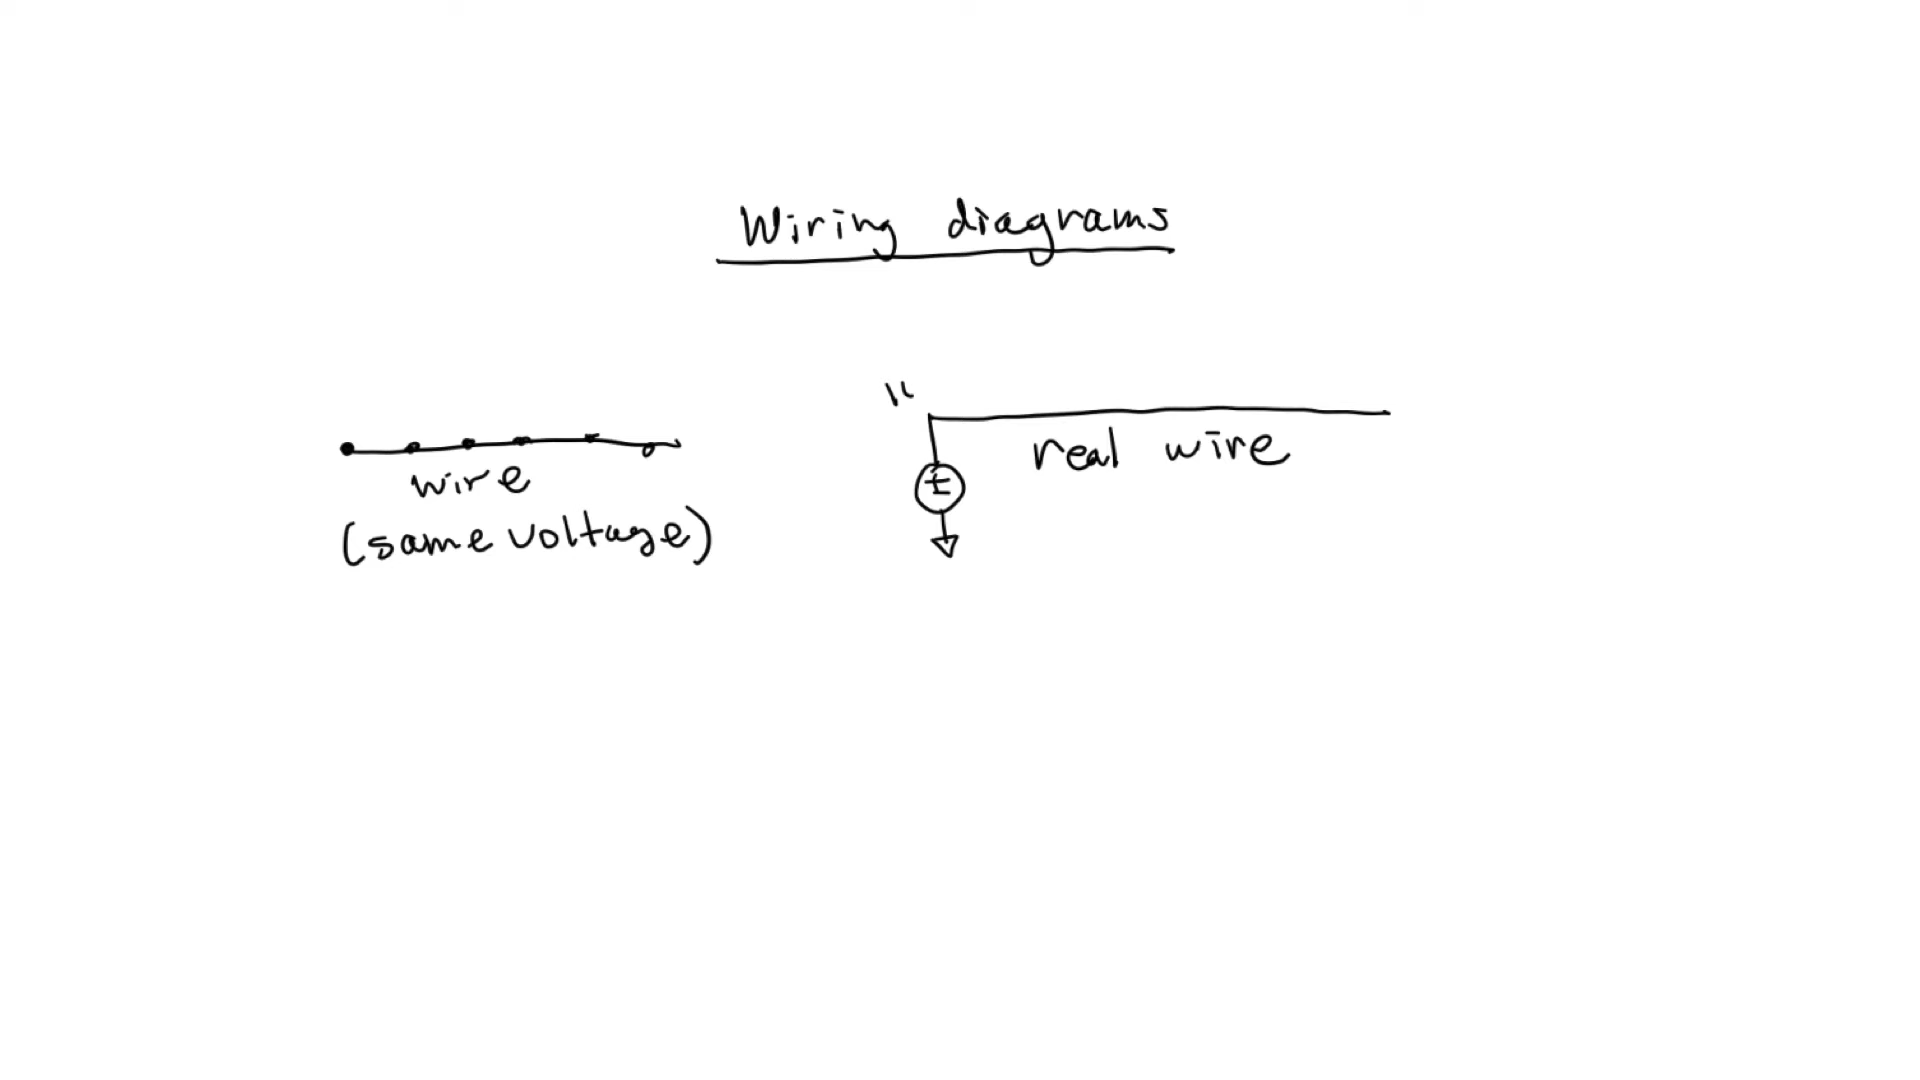 Wiring diagrams
wire
(same voltage)
real wire